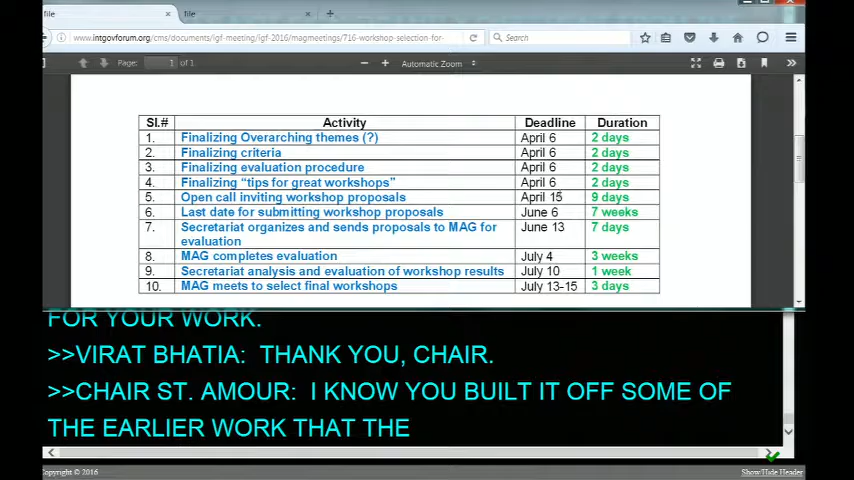 file file
www.intgovforum.org/cms/documents/igf-meeting/igf-2016/magmeetings/716-workshop-selection-for- Search
Page: 1 of 1 Automatic Zoom
Sl.# Activity Deadline Duration
1. Finalizing Overarching themes (?) April 6 2 days
2. Finalizing criteria April 6 2 days
3. Finalizing evaluation procedure April 6 2 days
4. Finalizing “tips for great workshops” April 6 2 days
5. Open call inviting workshop proposals April 15 9 days
6. Last date for submitting workshop proposals June 6 7 weeks
7. Secretariat organizes and sends proposals to MAG for June 13 7 days
evaluation
8. MAG completes evaluation July 4 3 weeks
9. Secretariat analysis and evaluation of workshop results July 10 1 week
10. MAG meets to select final workshops July 13-15 3 days
FOR YOUR WORK.
>>VIRAT BHATIA: THANK YOU, CHAIR.
>>CHAIR ST. AMOUR: I KNOW YOU BUILT IT OFF SOME OF
THE EARLIER WORK THAT THE
Copyright © 2016 Show/Hide Header